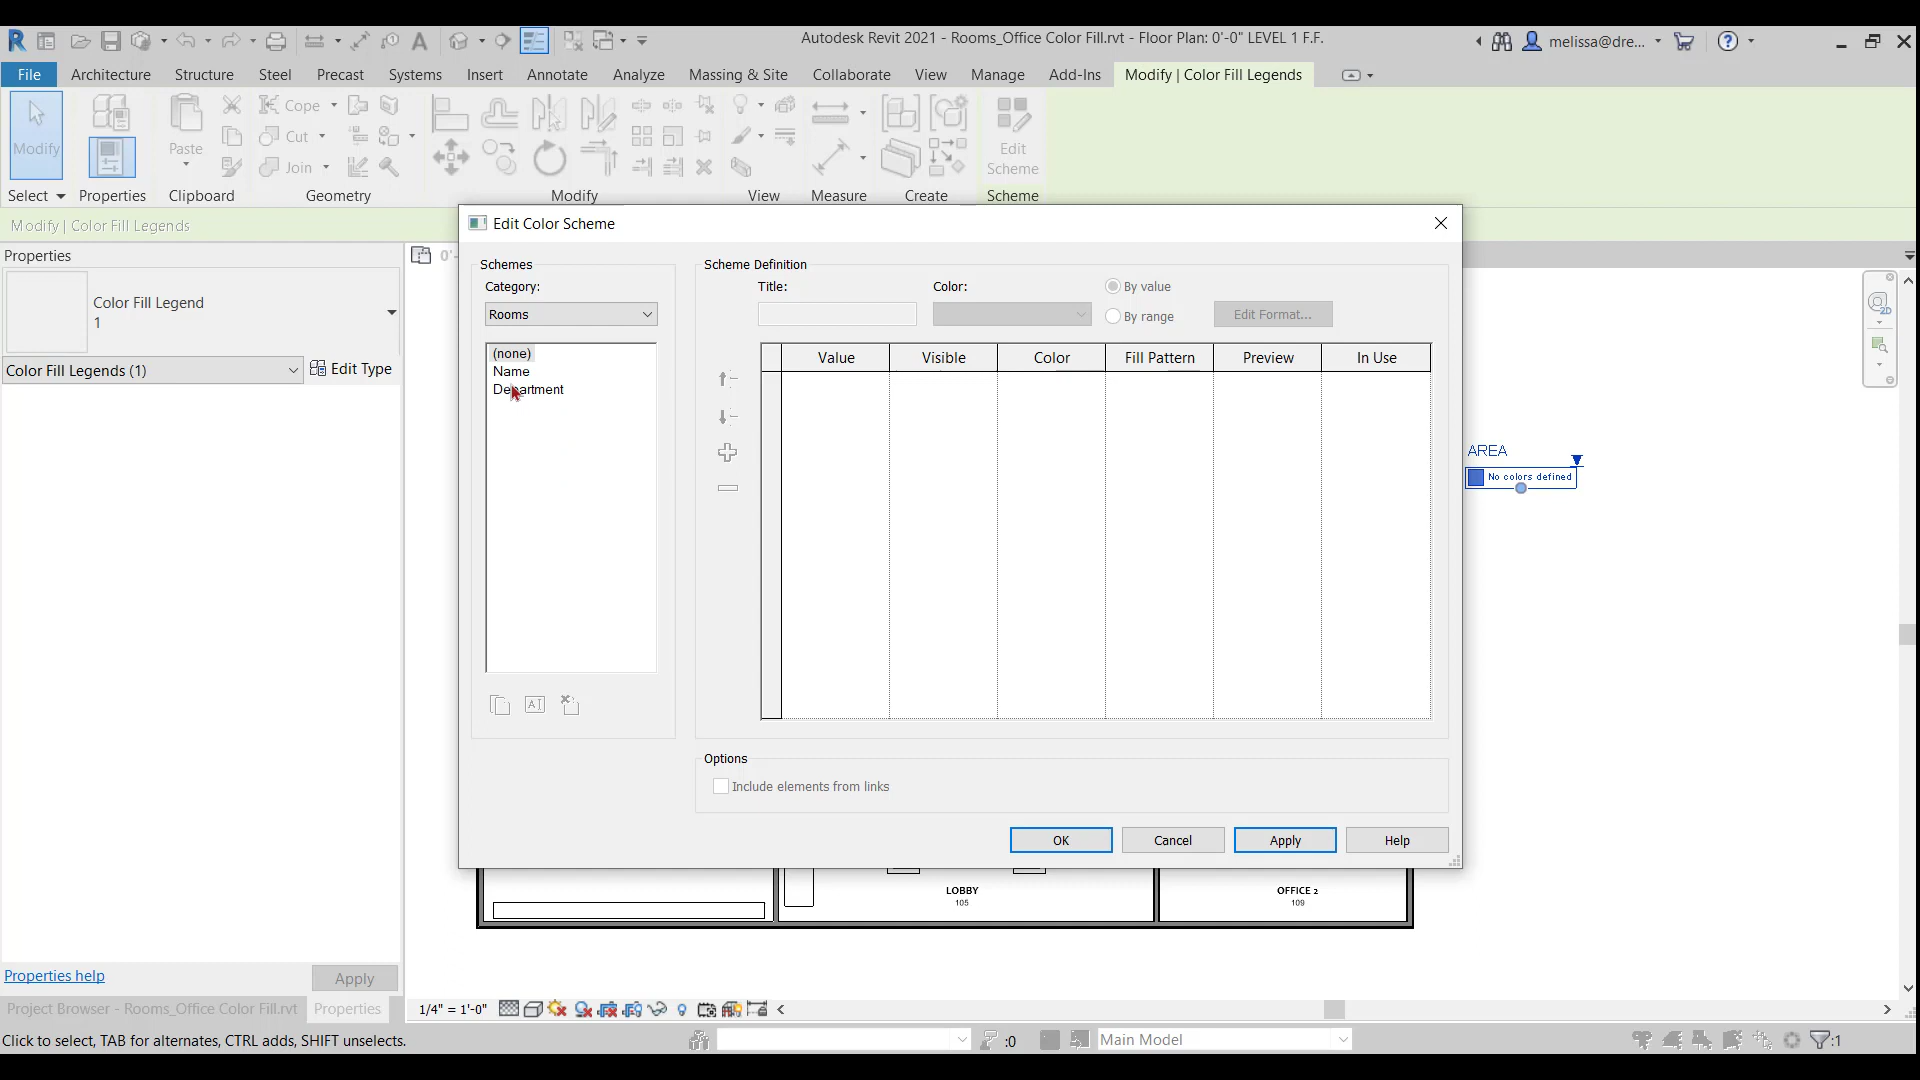 Autodesk Revit 2021 - Rooms_Office Color Fill.rvt - Floor Plan: 0'-0" LEVEL 1 F.F.
melissa@dre...
File
Architecture
Structure
Steel
Precast
Systems
Insert
Annotate
Analyze
Massing & Site
Collaborate
View
Manage
Add-Ins
Modify | Color Fill Legends
Modify
Paste
Cope
Cut
Join
Edit
Scheme
Select
Properties
Clipboard
Geometry
Modify
View
Measure
Create
Scheme
Modify | Color Fill Legends
Properties
Color Fill Legend
1
Color Fill Legends (1)
Edit Type
Edit Color Scheme
Schemes
Category:
Rooms
(none)
Name
Department
Scheme Definition
Title:
Color:
By value
By range
Edit Format...
Value
Visible
Color
Fill Pattern
Preview
In Use
Options
Include elements from links
OK
Cancel
Apply
Help
2D
AREA
No colors defined
LOBBY
105
OFFICE 2
109
Properties help
Apply
Project Browser - Rooms_Office Color Fill.rvt
Properties
1/4" = 1'-0"
Click to select, TAB for alternates, CTRL adds, SHIFT unselects.
:0
Main Model
:1